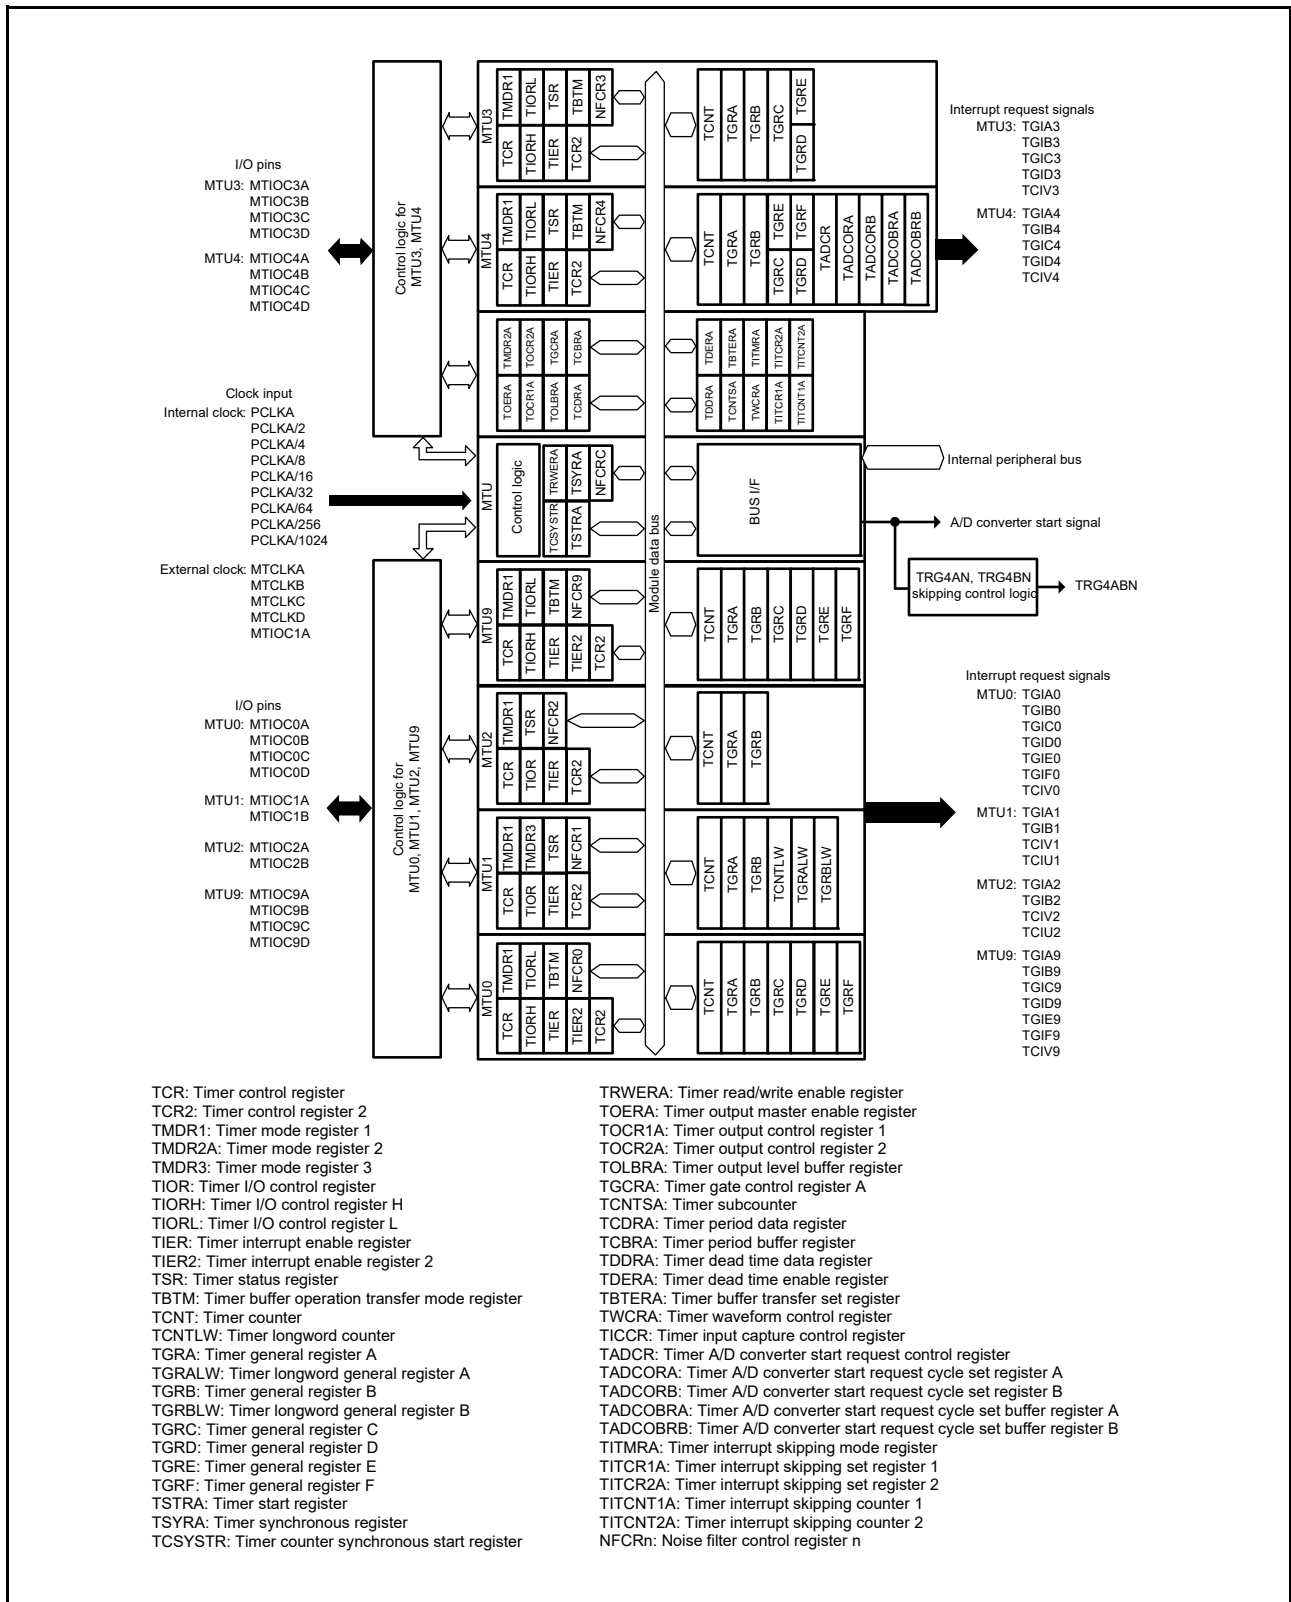 I/O pins
MTU3: MTIOC3A
MTIOC3B
MTIOC3C
MTIOC3D
MTU4: MTIOC4A
MTIOC4B
MTIOC4C
MTIOC4D
Clock input
Internal clock: PCLKA
PCLKA/2
PCLKA/4
PCLKA/8
PCLKA/16
PCLKA/32
PCLKA/64
PCLKA/256
PCLKA/1024
External clock: MTCLKA
MTCLKB
MTCLKC
MTCLKD
MTIOC1A
I/O pins
MTU0: MTIOC0A
MTIOC0B
MTIOC0C
MTIOC0D
MTU1: MTIOC1A
MTIOC1B
MTU2: MTIOC2A
MTIOC2B
MTU9: MTIOC9A
MTIOC9B
MTIOC9C
MTIOC9D
Control logic for
MTU3, MTU4
Control logic for
MTU0, MTU1, MTU2, MTU9
MTU3
TMDR1
TIORL
TSR
TBTM
NFCR3
TCR
TIORH
TIER
TCR2
TCNT
TGRA
TGRB
TGRC
TGRE
TGRD
MTU4
TMDR1
TIORL
TSR
TBTM
NFCR4
TCR
TIORH
TIER
TCR2
TCNT
TGRA
TGRB
TGRE
TGRF
TGRC
TGRD
TADCR
TADCORA
TADCORB
TADCOBRA
TADCOBRB
TMDR2A
TOCR2A
TGCRA
TCBRA
TOERA
TOCR1A
TOLBRA
TCDRA
TDERA
TBTERA
TITMRA
TITCR2A
TITCNT2A
TDDRA
TCNTSA
TWCRA
TITCR1A
TITCNT1A
MTU
Control logic
TRWERA
TSYRA
NFCRC
TCSYSTR
TSTRA
BUS I/F
Module data bus
MTU9
TMDR1
TIORL
TBTM
NFCR9
TCR
TIORH
TIER
TIER2
TCR2
TCNT
TGRA
TGRB
TGRC
TGRD
TGRE
TGRF
MTU2
TMDR1
TSR
NFCR2
TCR
TIOR
TIER
TCR2
TCNT
TGRA
TGRB
MTU1
TMDR1
TMDR3
TSR
NFCR1
TCR
TIOR
TIER
TCR2
TCNT
TGRA
TGRB
TCNTLW
TGRALW
TGRBLW
MTU0
TMDR1
TIORL
TBTM
NFCR0
TCR
TIORH
TIER
TIER2
TCR2
TCNT
TGRA
TGRB
TGRC
TGRD
TGRE
TGRF
Interrupt request signals
MTU3: TGIA3
TGIB3
TGIC3
TGID3
TCIV3
MTU4: TGIA4
TGIB4
TGIC4
TGID4
TCIV4
Internal peripheral bus
A/D converter start signal
TRG4AN, TRG4BN
skipping control logic
TRG4ABN
Interrupt request signals
MTU0: TGIA0
TGIB0
TGIC0
TGID0
TGIE0
TGIF0
TCIV0
MTU1: TGIA1
TGIB1
TCIV1
TCIU1
MTU2: TGIA2
TGIB2
TCIV2
TCIU2
MTU9: TGIA9
TGIB9
TGIC9
TGID9
TGIE9
TGIF9
TCIV9
TCR: Timer control register
TCR2: Timer control register 2
TMDR1: Timer mode register 1
TMDR2A: Timer mode register 2
TMDR3: Timer mode register 3
TIOR: Timer I/O control register
TIORH: Timer I/O control register H
TIORL: Timer I/O control register L
TIER: Timer interrupt enable register
TIER2: Timer interrupt enable register 2
TSR: Timer status register
TBTM: Timer buffer operation transfer mode register
TCNT: Timer counter
TCNTLW: Timer longword counter
TGRA: Timer general register A
TGRALW: Timer longword general register A
TGRB: Timer general register B
TGRBLW: Timer longword general register B
TGRC: Timer general register C
TGRD: Timer general register D
TGRE: Timer general register E
TGRF: Timer general register F
TSTRA: Timer start register
TSYRA: Timer synchronous register
TCSYSTR: Timer counter synchronous start register
TRWERA: Timer read/write enable register
TOERA: Timer output master enable register
TOCR1A: Timer output control register 1
TOCR2A: Timer output control register 2
TOLBRA: Timer output level buffer register
TGCRA: Timer gate control register A
TCNTSA: Timer subcounter
TCDRA: Timer period data register
TCBRA: Timer period buffer register
TDDRA: Timer dead time data register
TDERA: Timer dead time enable register
TBTERA: Timer buffer transfer set register
TWCRA: Timer waveform control register
TICCR: Timer input capture control register
TADCR: Timer A/D converter start request control register
TADCORA: Timer A/D converter start request cycle set register A
TADCORB: Timer A/D converter start request cycle set register B
TADCOBRA: Timer A/D converter start request cycle set buffer register A
TADCOBRB: Timer A/D converter start request cycle set buffer register B
TITMRA: Timer interrupt skipping mode register
TITCR1A: Timer interrupt skipping set register 1
TITCR2A: Timer interrupt skipping set register 2
TITCNT1A: Timer interrupt skipping counter 1
TITCNT2A: Timer interrupt skipping counter 2
NFCRn: Noise filter control register n